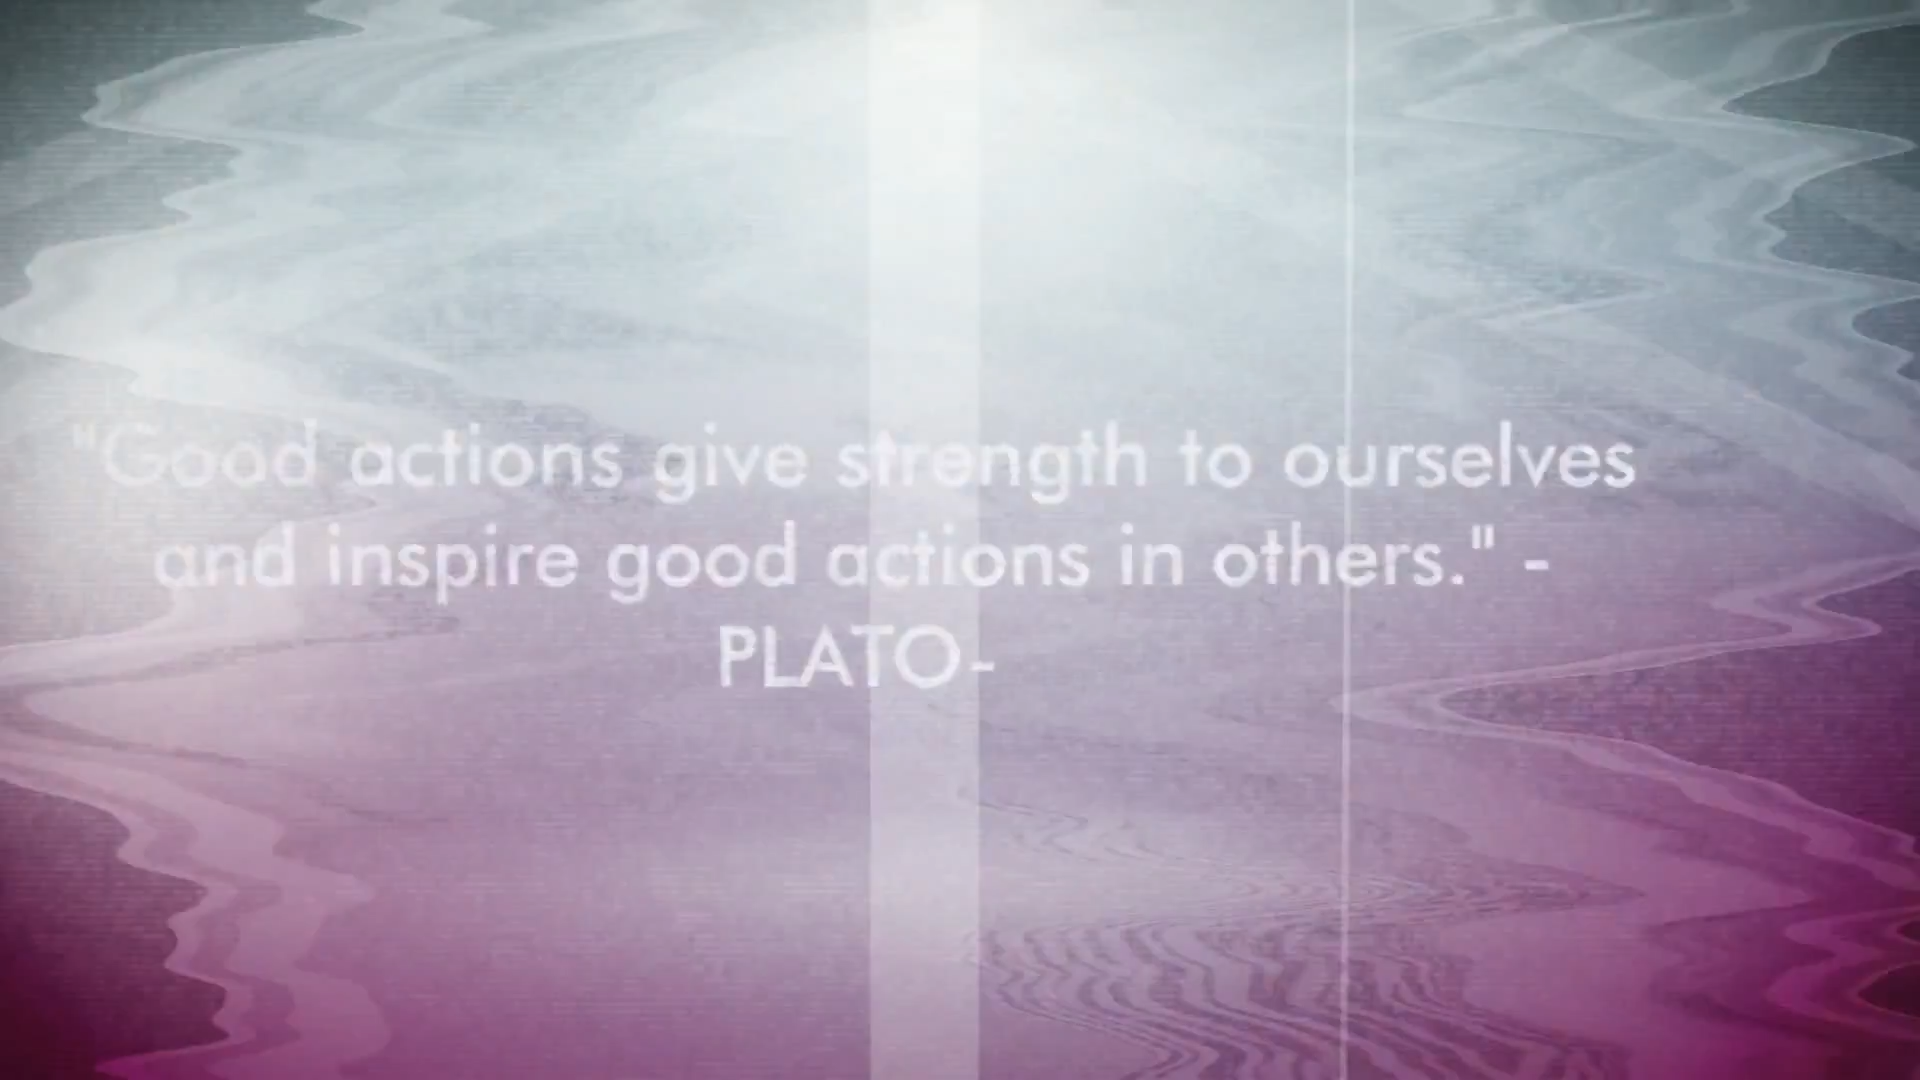 "Good actions give strength to ourselves
and inspire good actions in others." -
PLATO-